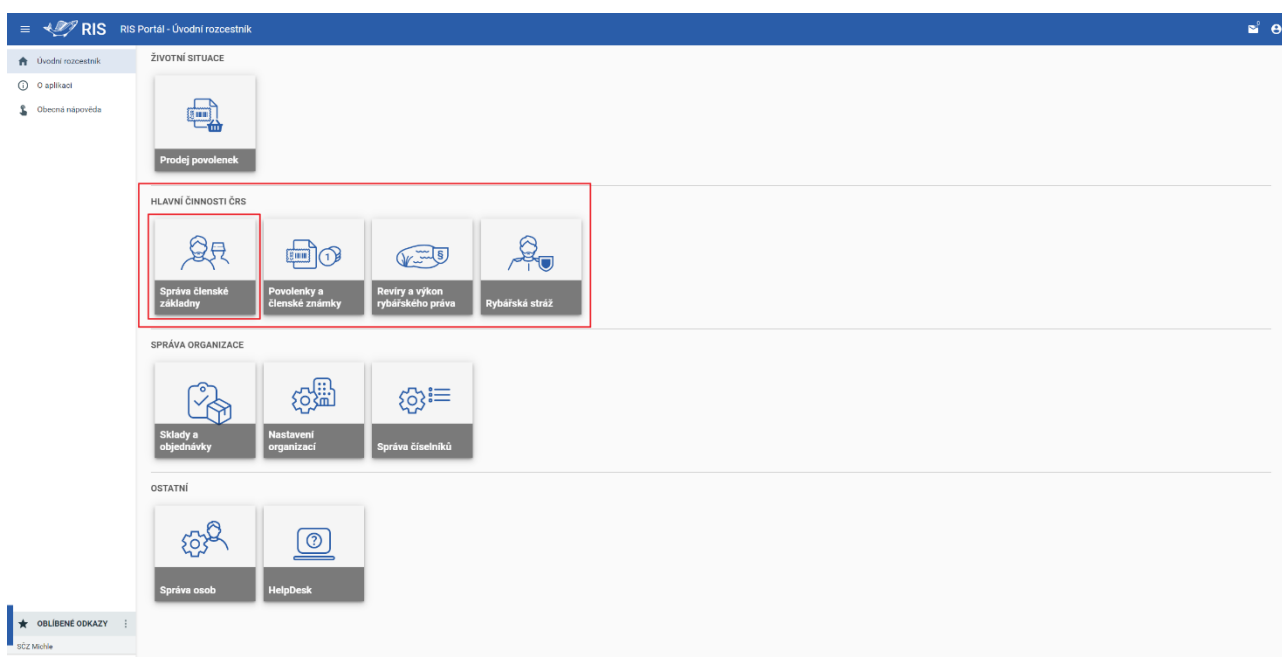 RIS RIS Portál - Úvodní rozcestník
Úvodní rozcestník
O aplikaci
Obecná nápověda
ŽIVOTNÍ SITUACE
Prodej povolenek
HLAVNÍ ČINNOSTI ČRS
Správa členské
základny
Povolenky a
členské známky
1
Revíry a výkon
rybářského práva
§
Rybářská stráž
SPRÁVA ORGANIZACE
Sklady a
objednávky
Nastavení
organizací
Správa číselníků
OSTATNÍ
Správa osob
?
HelpDesk
OBLÍBENÉ ODKAZY
SČZ Michle